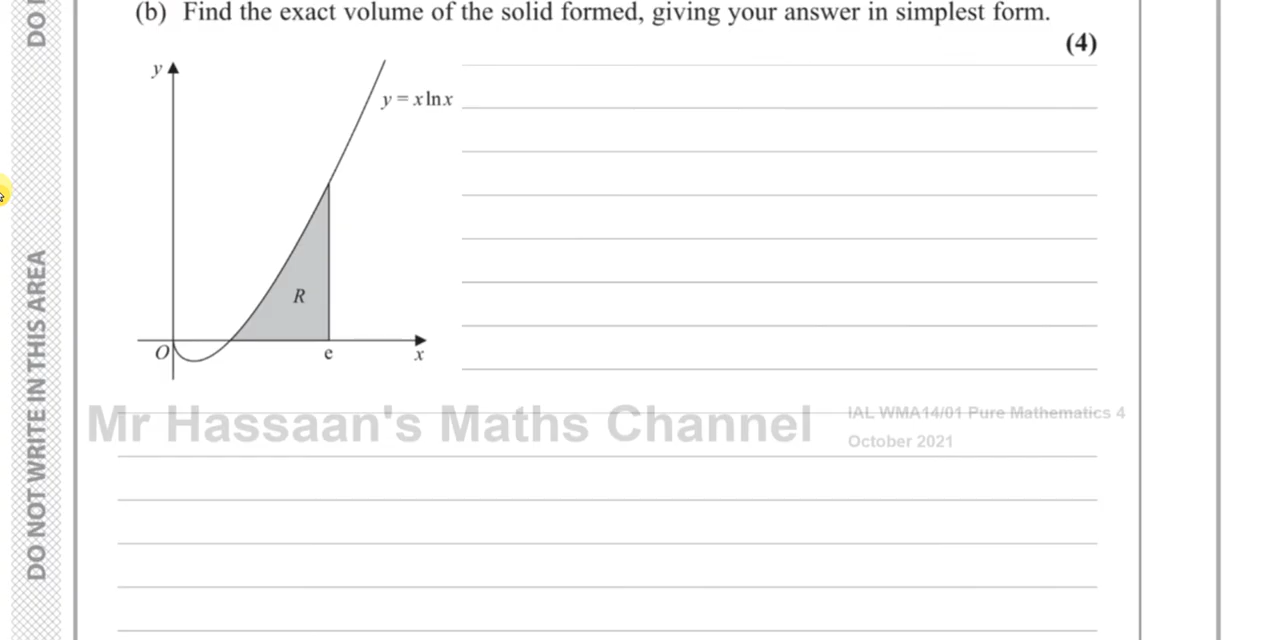 DO
(b) Find the exact volume of the solid formed, giving your answer in simplest form.
(4)
y
y = x ln x
R
O
e
x
DO NOT WRITE IN THIS AREA
Mr Hassaan's Maths Channel
IAL WMA14/01 Pure Mathematics 4
October 2021